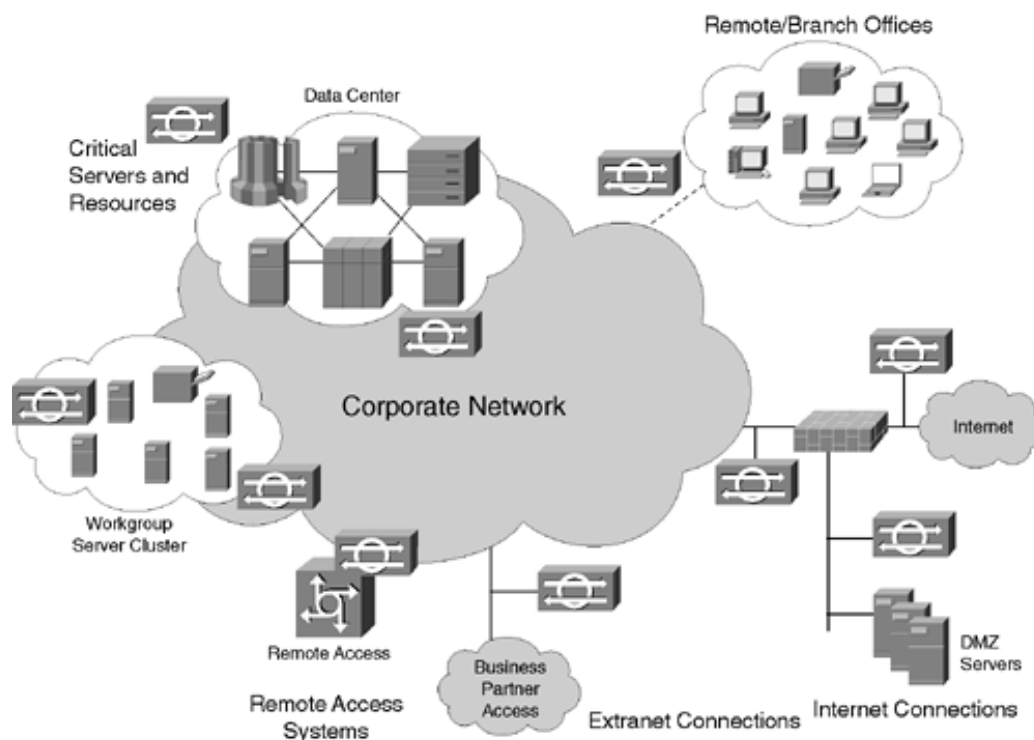 Remote/Branch Offices
Data Center
Critical
Servers and
Resources
Corporate Network
Internet
Workgroup
Server Cluster
Remote Access
Business
Partner
Access
DMZ
Servers
Remote Access
Systems
Extranet Connections
Internet Connections